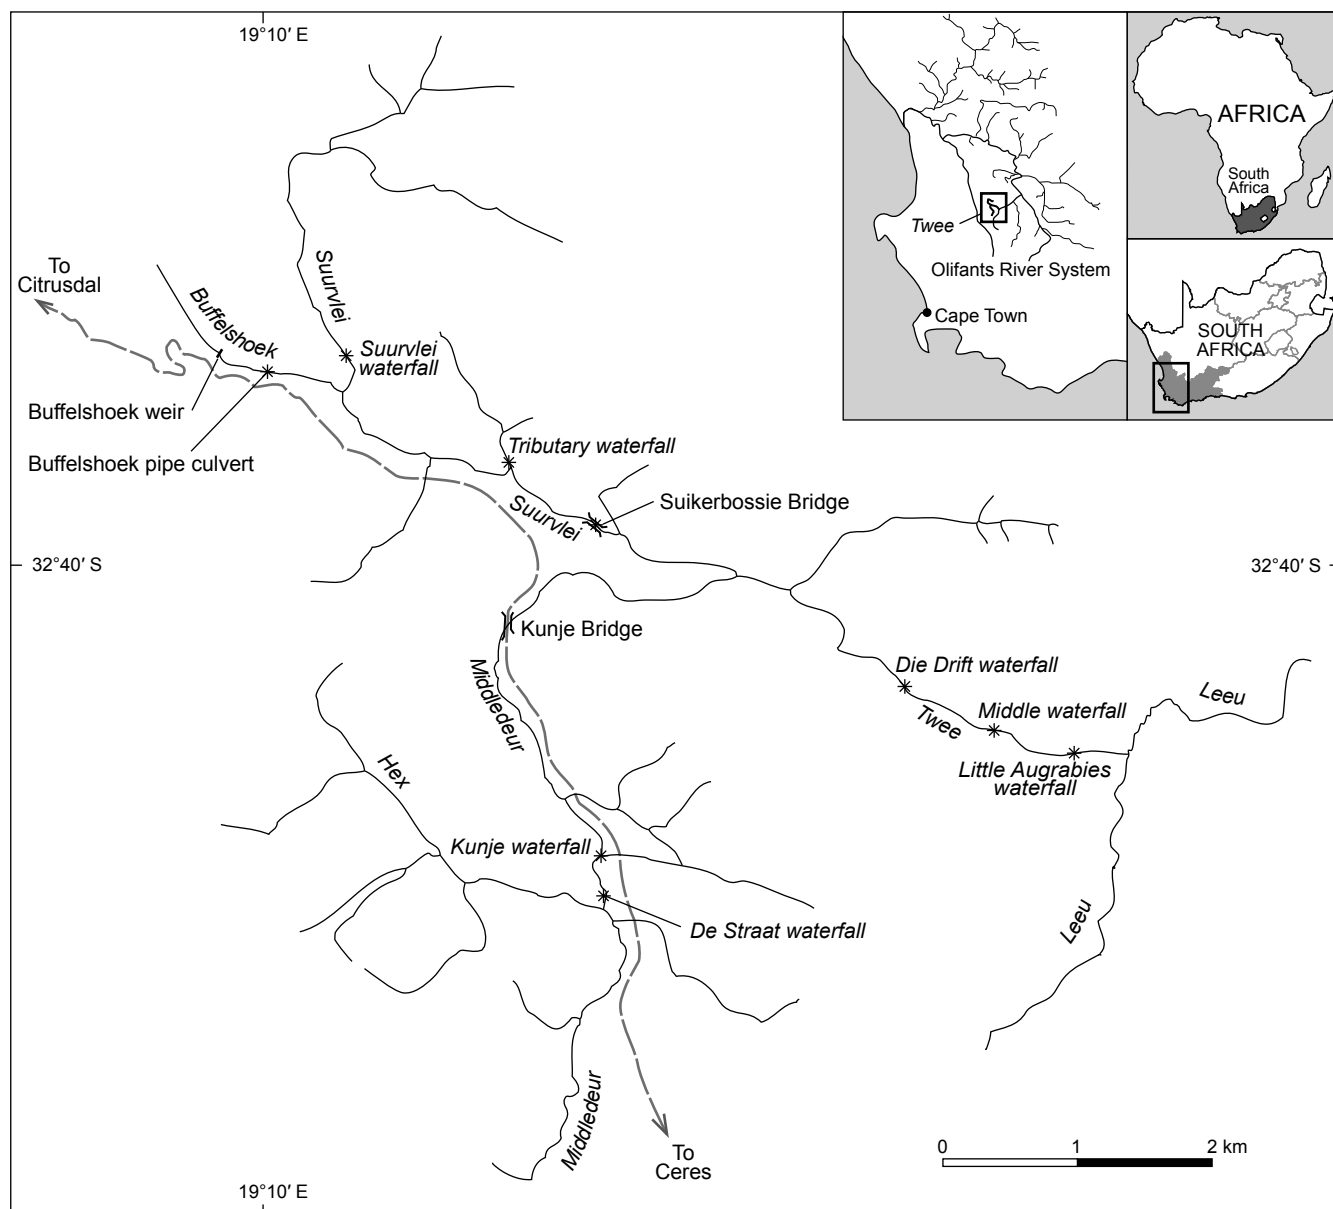 19°10′ E
To
Citrusdal
Suurvlei
Buffelshoek
Suurvlei
waterfall
Buffelshoek weir
Buffelshoek pipe culvert
Tributary waterfall
Suurvlei
Suikerbossie Bridge
32°40′ S
32°40′ S
Kunje Bridge
Middledeur
Die Drift waterfall
Twee
Middle waterfall
Leeu
Little Augrabies
waterfall
Hex
Kunje waterfall
De Straat waterfall
Leeu
Middledeur
To
Ceres
0 1 2 km
19°10′ E
Twee
Olifants River System
Cape Town
AFRICA
South
Africa
SOUTH
AFRICA